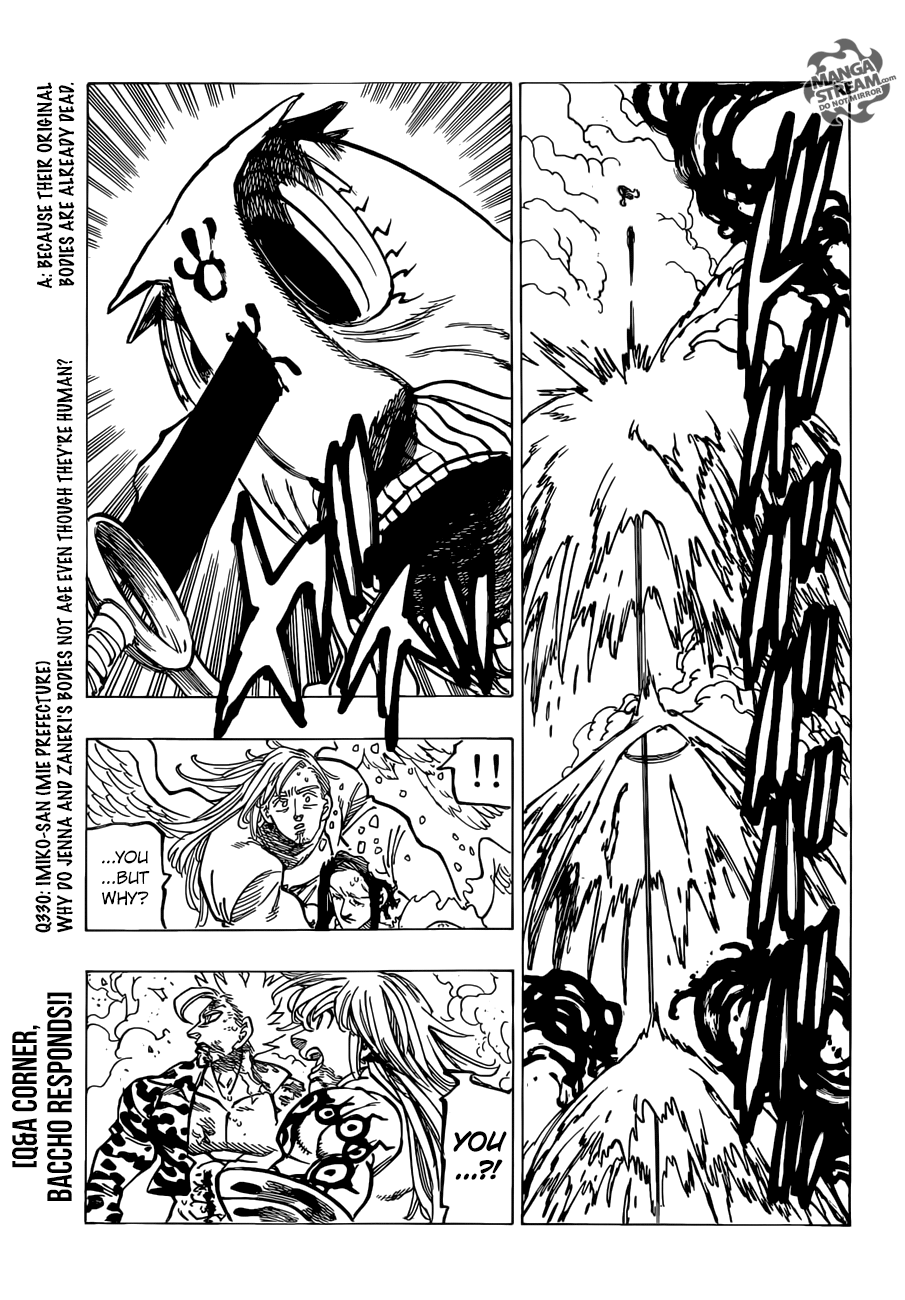 MANGA
STREAM.com
DO NOT MIRROR
!!
...YOU
...BUT
WHY?
YOU
...?!
[Q&A CORNER,
BACCHO RESPONDS!]
Q330: IMIKO-SAN (MIE PREFECTURE)
WHY DO JENNA AND ZANERI'S BODIES NOT AGE EVEN THOUGH THEY'RE HUMAN?
A: BECAUSE THEIR ORIGINAL
BODIES ARE ALREADY DEAD.